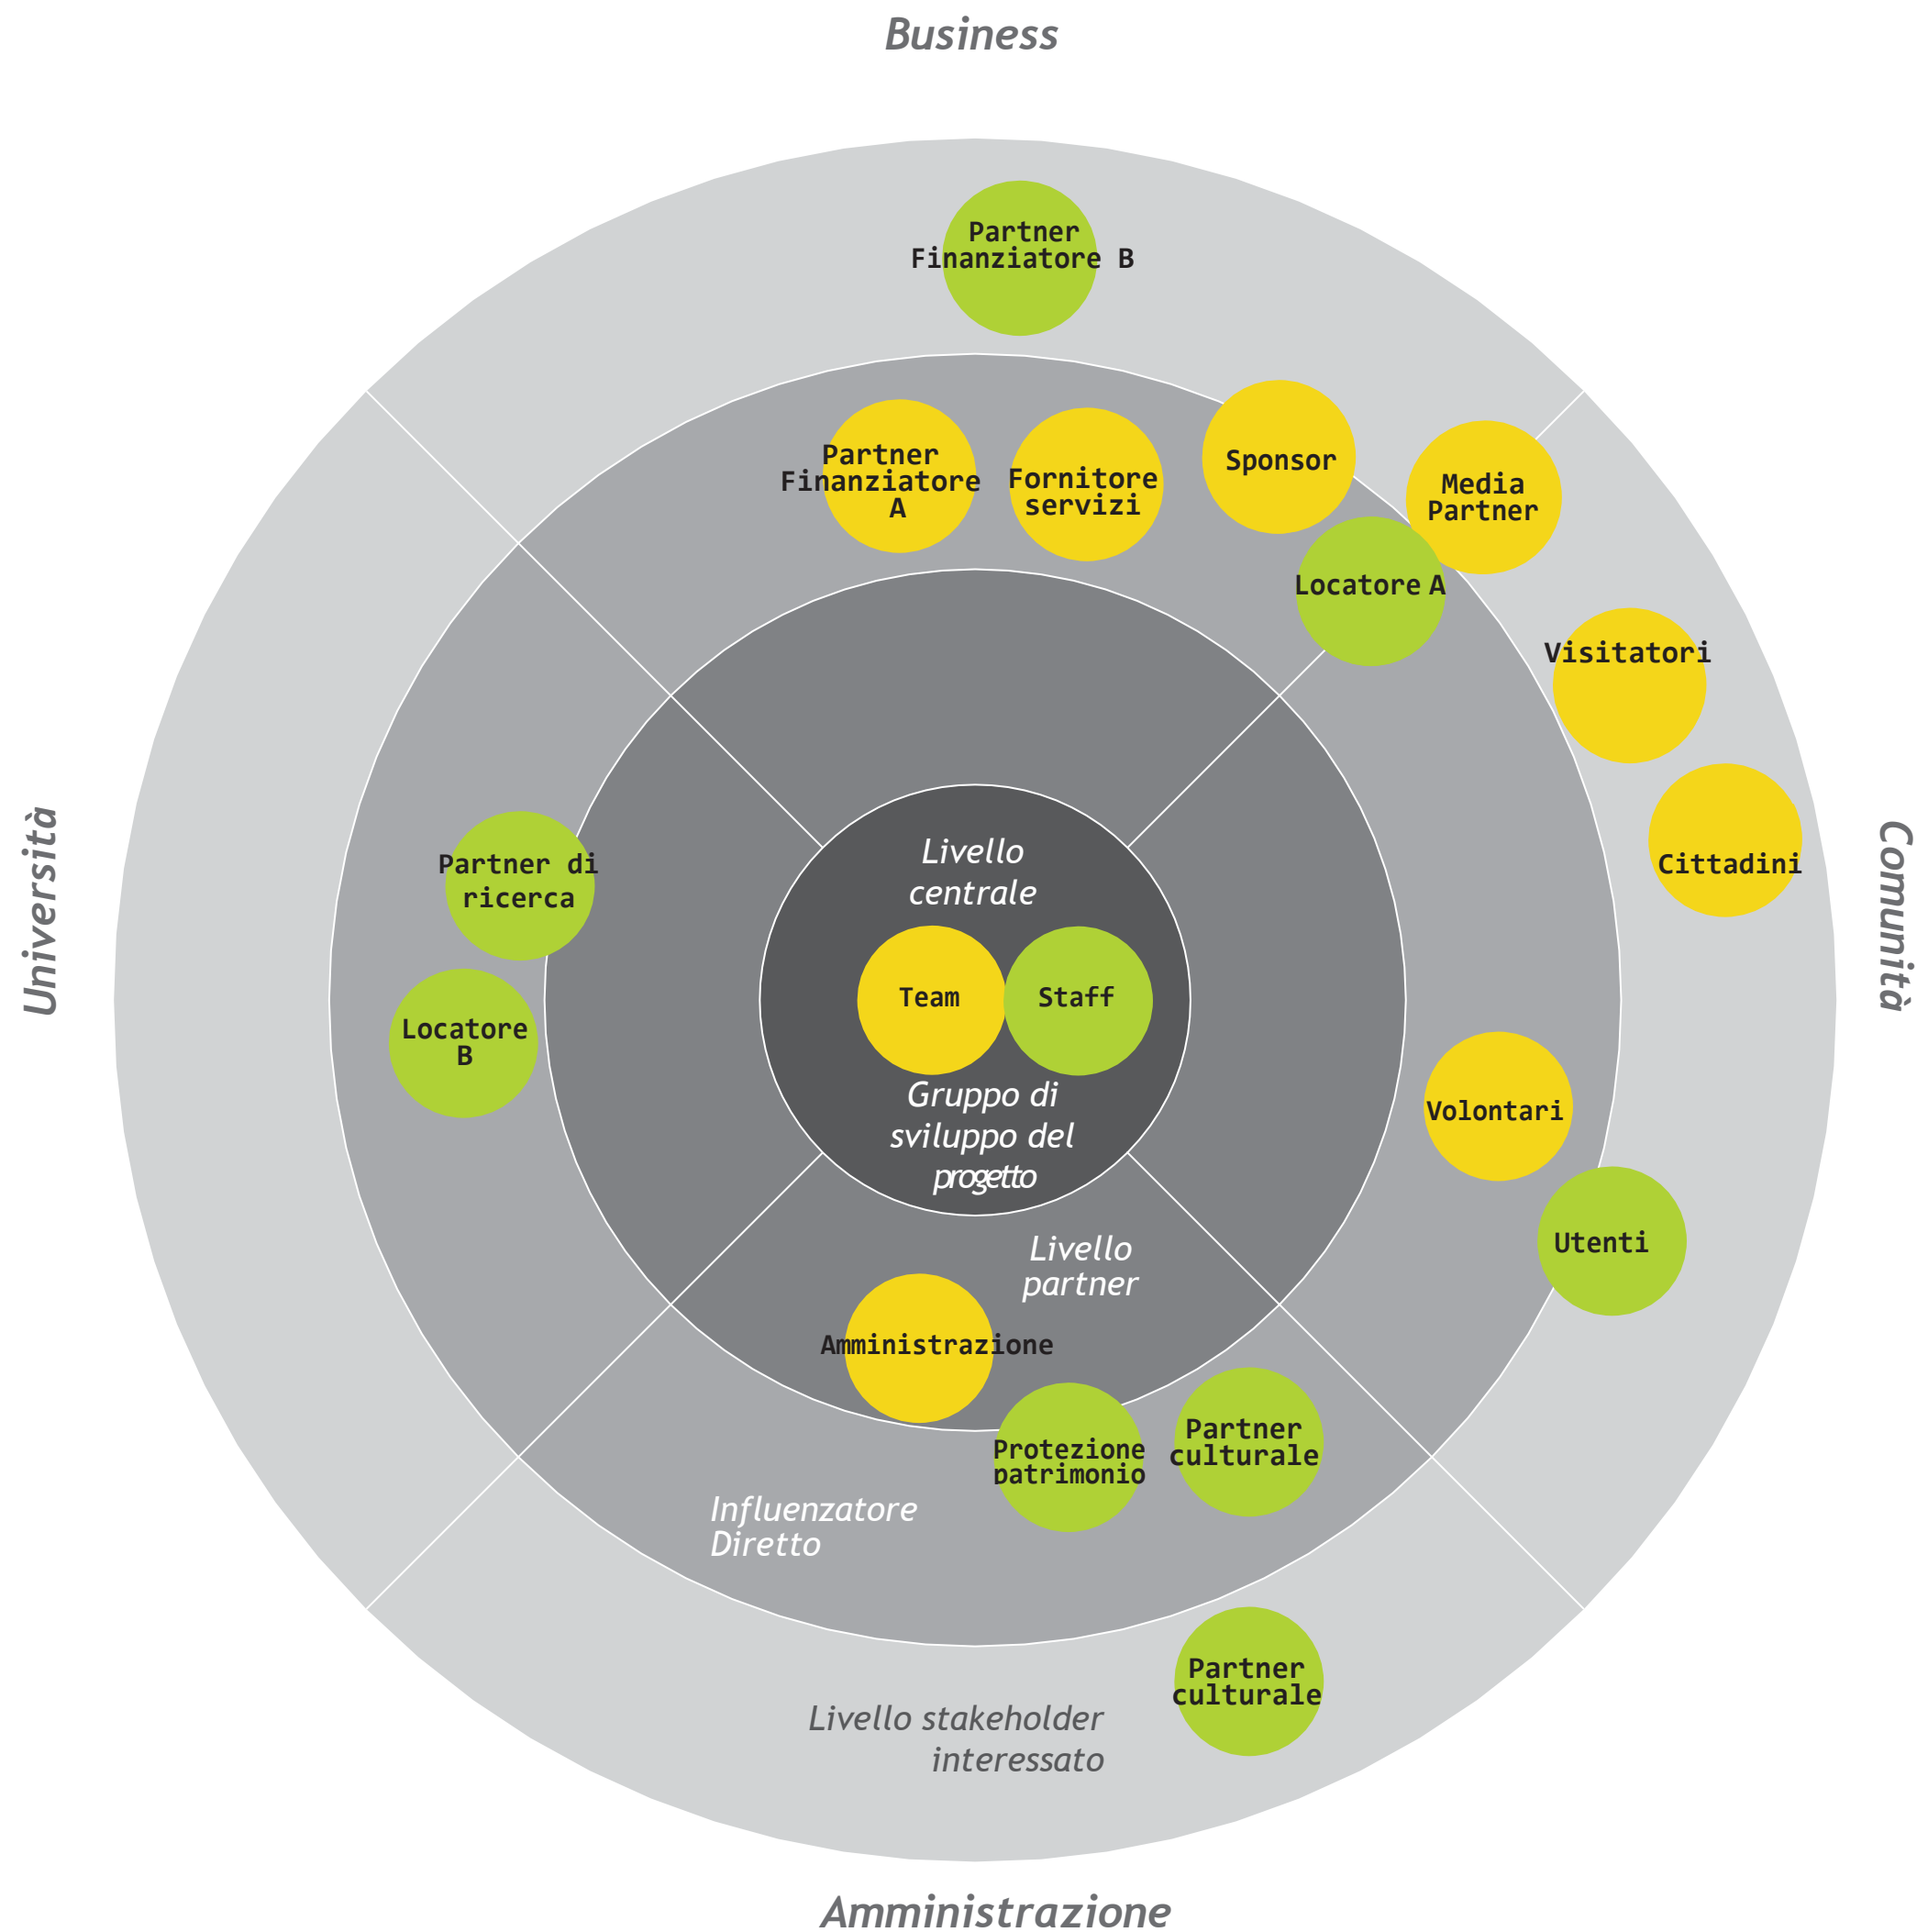 Business
Partner
Finanziatore B
Partner
Finanziatore
A
Fornitore
servizi
Sponsor
Media
Partner
Locatore A
Visitatori
Cittadini
Comunità
Università
Partner di
ricerca
Locatore
B
Livello
centrale
Team
Staff
Gruppo di
sviluppo del
progetto
Volontari
Utenti
Livello
partner
Amministrazione
Protezione
patrimonio
Partner
culturale
Influenzatore
Diretto
Partner
culturale
Livello stakeholder
interessato
Amministrazione